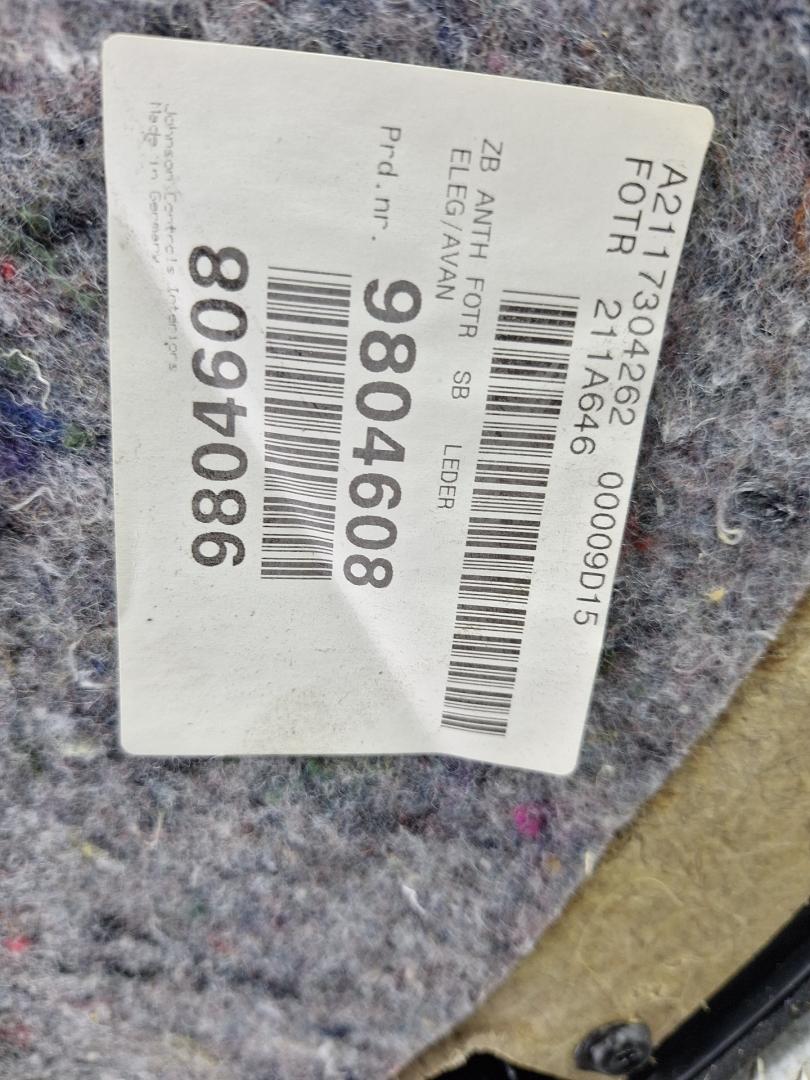 A2117304262 00009D15
FOTR 211A646
ZB ANTH FOTR SB LEDER
ELEG/AVAN
Prd.nr. 9804608
9804608
Johnson Controls Interiors
Made in Germany